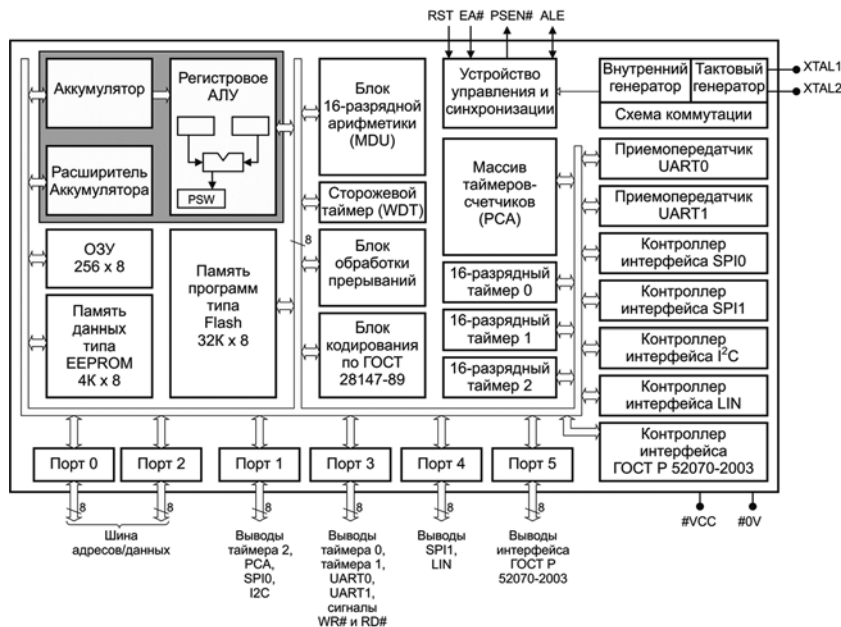 RST EA# PSEN# ALE
Аккумулятор
Расширитель
Аккумулятора
Регистровое
АЛУ
PSW
ОЗУ
256 x 8
Память
данных
типа
EEPROM
4К x 8
Память
программ
типа
Flash
32К x 8
Блок
16-разрядной
арифметики
(MDU)
Сторожевой
таймер (WDT)
8
Блок
обработки
прерываний
Блок
кодирования
по ГОСТ
28147-89
Устройство
управления и
синхронизации
Массив
таймеров-
счетчиков
(PCA)
16-разрядный
таймер 0
16-разрядный
таймер 1
16-разрядный
таймер 2
Внутренний
генератор
Тактовый
генератор
Схема коммутации
XTAL1
XTAL2
Приемопередатчик
UART0
Приемопередатчик
UART1
Контроллер
интерфейса SPI0
Контроллер
интерфейса SPI1
Контроллер
интерфейса I²C
Контроллер
интерфейса LIN
Контроллер
интерфейса
ГОСТ Р 52070-2003
Порт 0
Порт 2
Порт 1
Порт 3
Порт 4
Порт 5
8
8
8
8
8
8
#VCC
#0V
Шина
адресов/данных
Выводы
таймера 2,
PCA,
SPI0,
I2C
Выводы
таймера 0,
таймера 1,
UART0,
UART1,
сигналы
WR# и RD#
Выводы
SPI1,
LIN
Выводы
интерфейса
ГОСТ Р
52070-2003